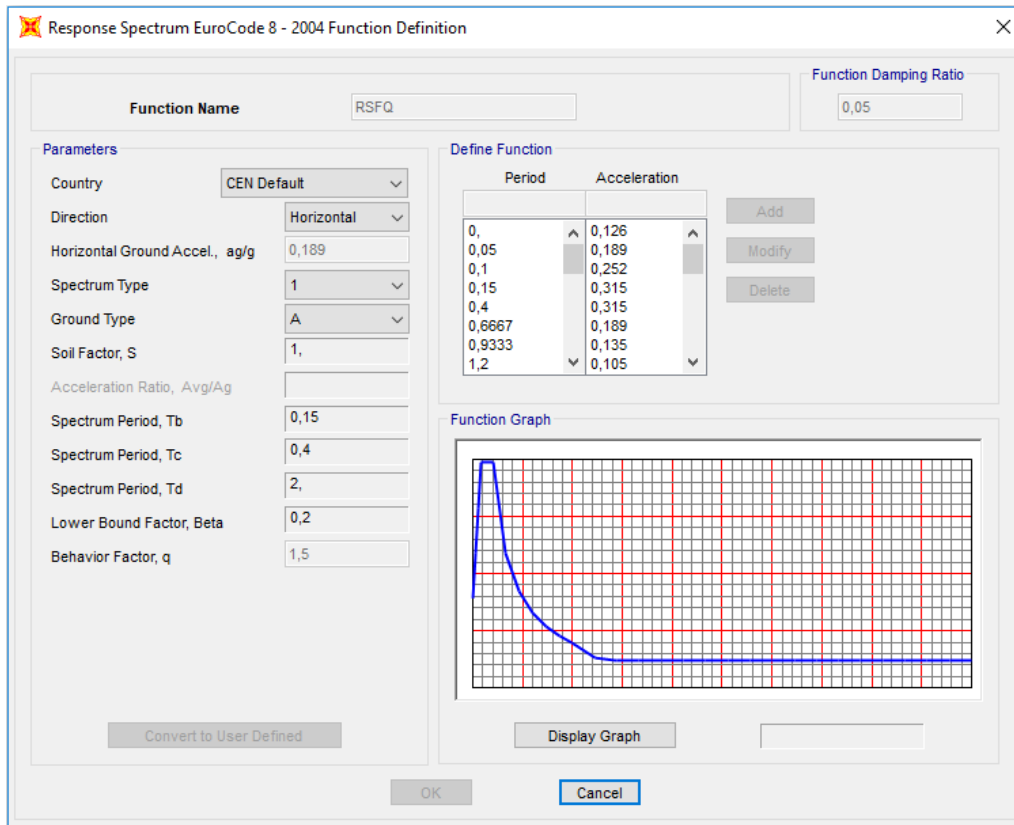 Response Spectrum EuroCode 8 - 2004 Function Definition
Function Damping Ratio
Function Name RSFQ 0,05
Parameters
Country CEN Default
Direction Horizontal
Horizontal Ground Accel., ag/g 0,189
Spectrum Type 1
Ground Type A
Soil Factor, S 1,
Acceleration Ratio, Avg/Ag
Spectrum Period, Tb 0,15
Spectrum Period, Tc 0,4
Spectrum Period, Td 2,
Lower Bound Factor, Beta 0,2
Behavior Factor, q 1,5
Convert to User Defined
Define Function
Period Acceleration
0, 0,126
0,05 0,189
0,1 0,252
0,15 0,315
0,4 0,315
0,6667 0,189
0,9333 0,135
1,2 0,105
Add
Modify
Delete
Function Graph
Display Graph
OK Cancel